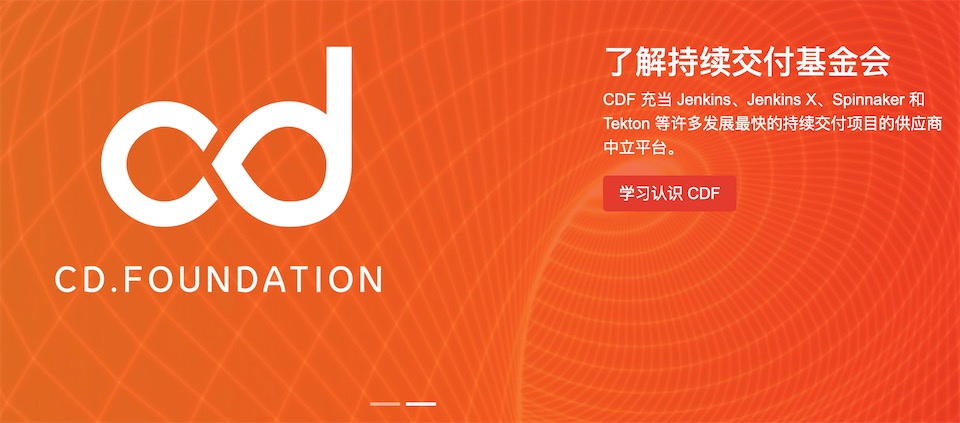 cd
CD.FOUNDATION
了解持续交付基金会
CDF 充当 Jenkins、Jenkins X、Spinnaker 和
Tekton 等许多发展最快的持续交付项目的供应商
中立平台。
学习认识 CDF